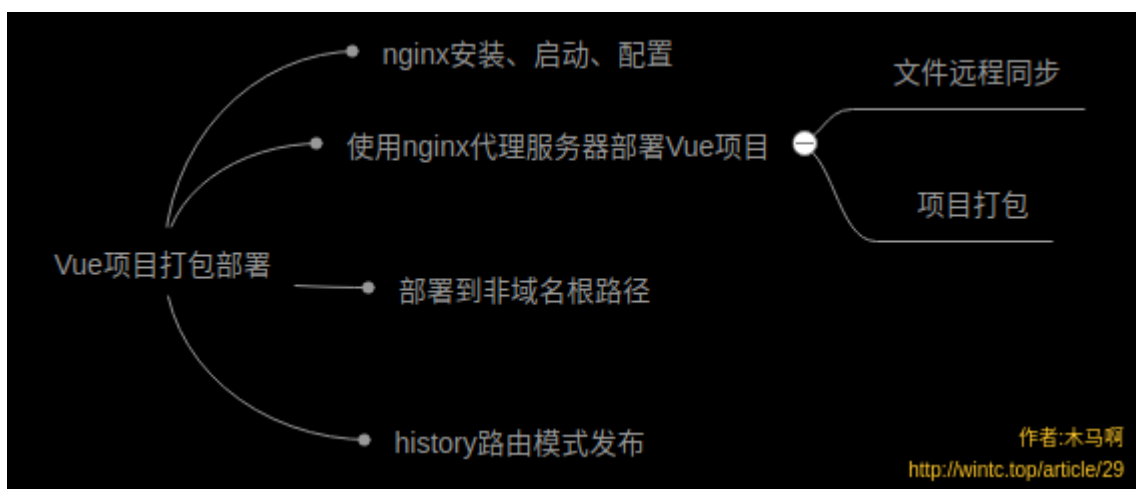 nginx安装、启动、配置
文件远程同步
使用nginx代理服务器部署Vue项目
项目打包
Vue项目打包部署
部署到非域名根路径
history路由模式发布
作者:木马啊
http://wintc.top/article/29